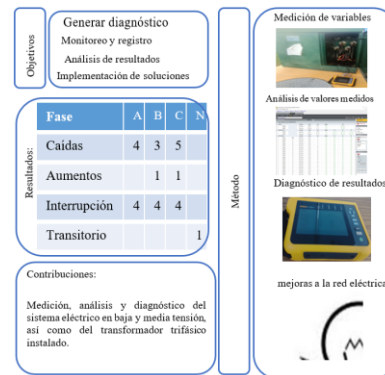 Objetivos
Generar diagnóstico
Monitoreo y registro
Análisis de resultados
Implementación de soluciones
Resultados:
Fase A B C N
Caídas 4 3 5
Aumentos 1 1
Interrupción 4 4 4
Transitorio 1
Contribuciones:
Medición, análisis y diagnóstico del
sistema eléctrico en baja y media tensión,
así como del transformador trifásico
instalado.
Método
Medición de variables
Análisis de valores medidos
Diagnóstico de resultados
mejoras a la red eléctrica